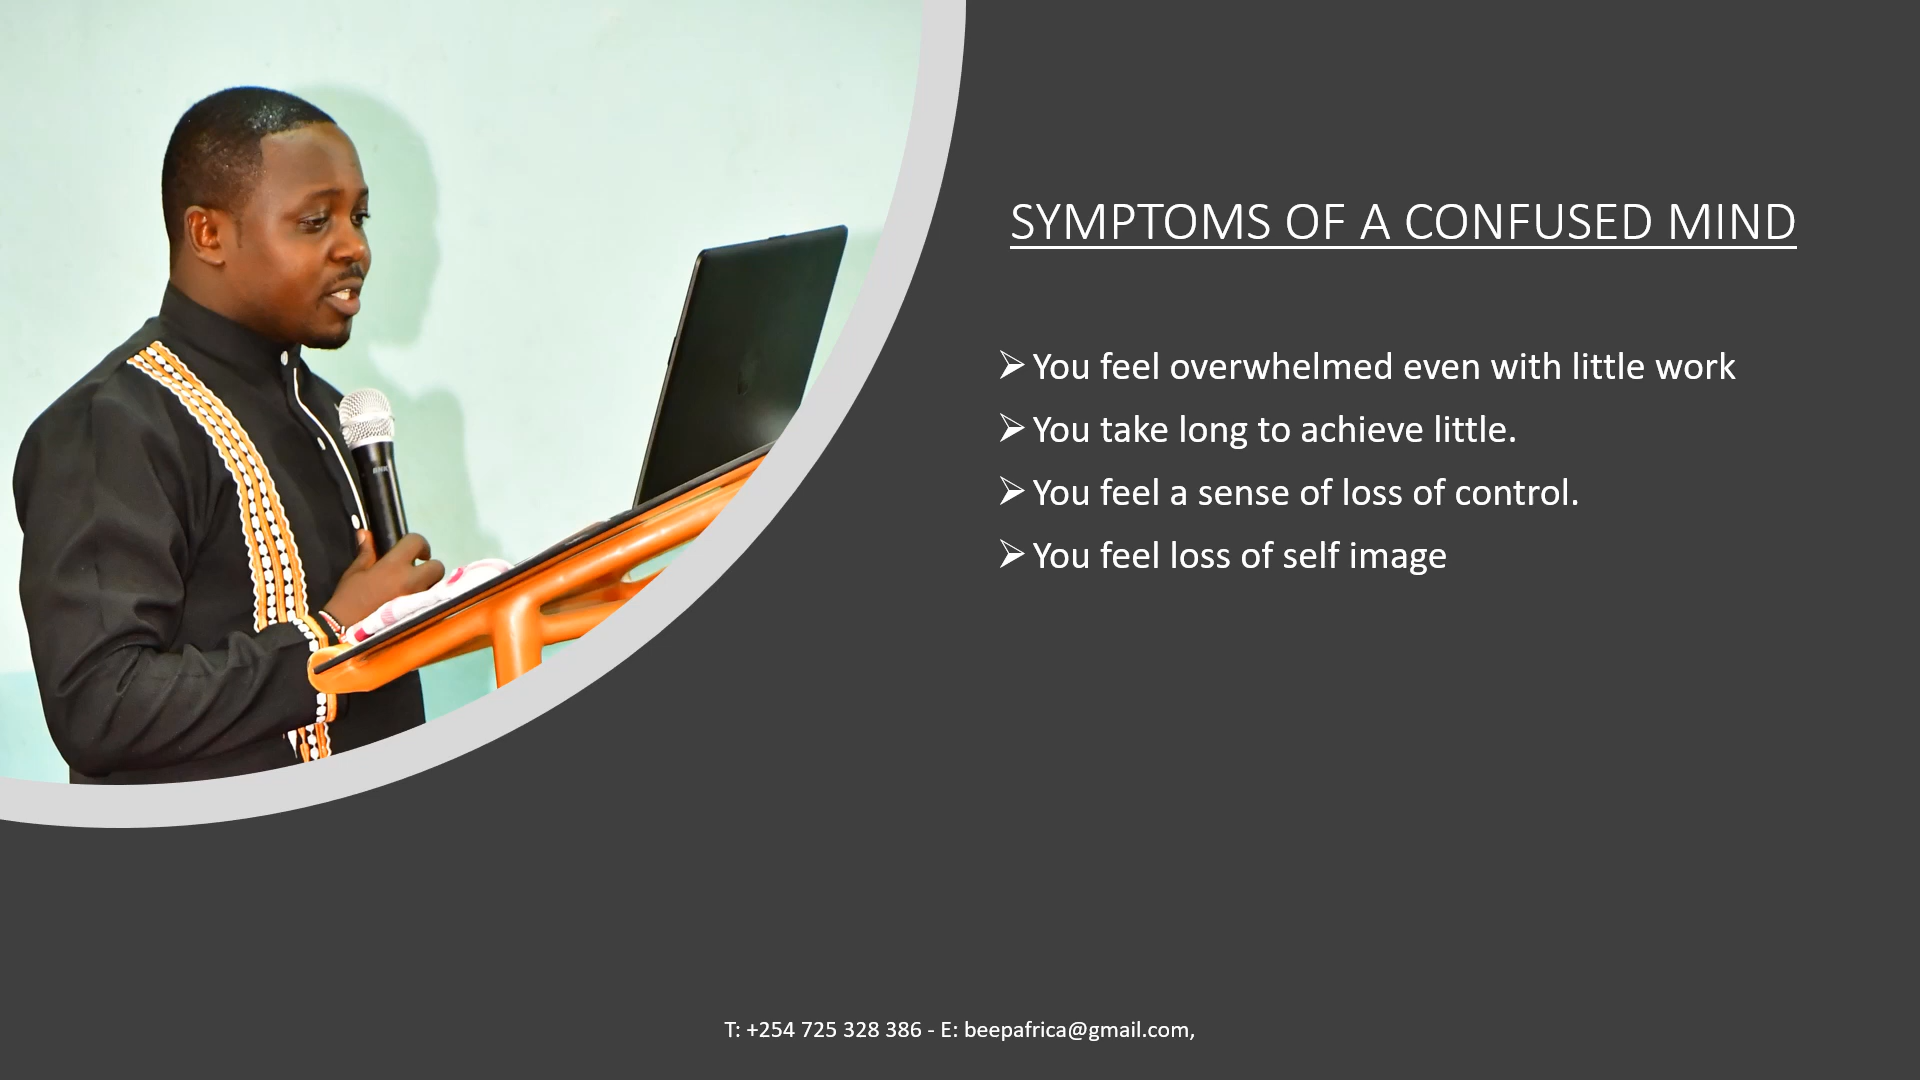 SYMPTOMS OF A CONFUSED MIND
You feel overwhelmed even with little work
You take long to achieve little.
You feel a sense of loss of control.
You feel loss of self image
T: +254 725 328 386 - E: beepafrica@gmail.com,